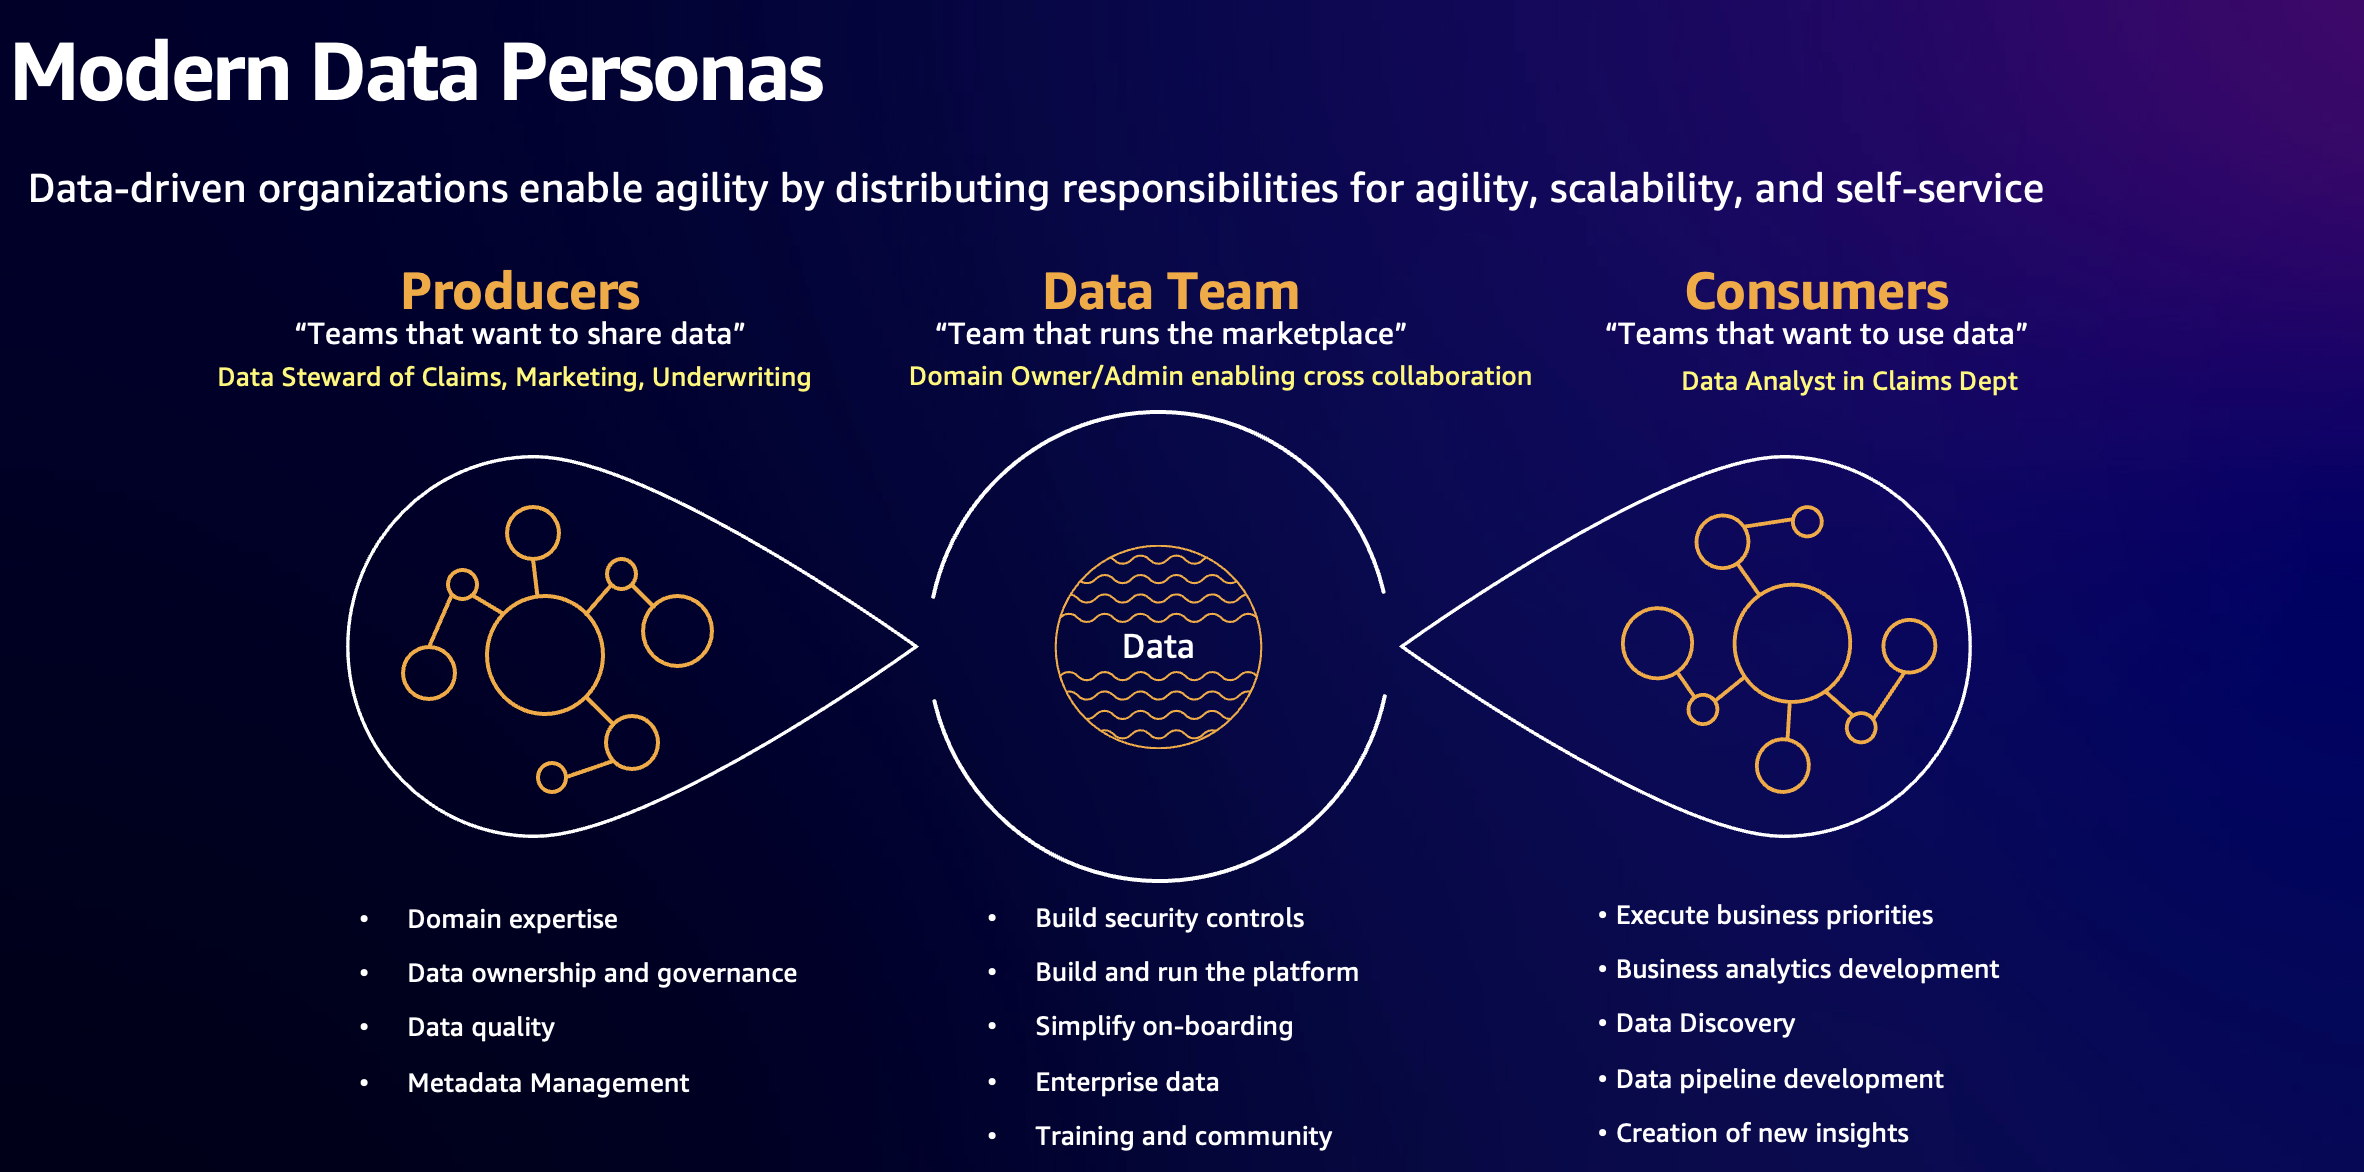 Modern Data Personas
Data-driven organizations enable agility by distributing responsibilities for agility, scalability, and self-service
Producers
“Teams that want to share data”
Data Steward of Claims, Marketing, Underwriting
Data Team
“Team that runs the marketplace”
Domain Owner/Admin enabling cross collaboration
Consumers
“Teams that want to use data”
Data Analyst in Claims Dept
Data
• Domain expertise
• Data ownership and governance
• Data quality
• Metadata Management
• Build security controls
• Build and run the platform
• Simplify on-boarding
• Enterprise data
• Training and community
• Execute business priorities
• Business analytics development
• Data Discovery
• Data pipeline development
• Creation of new insights